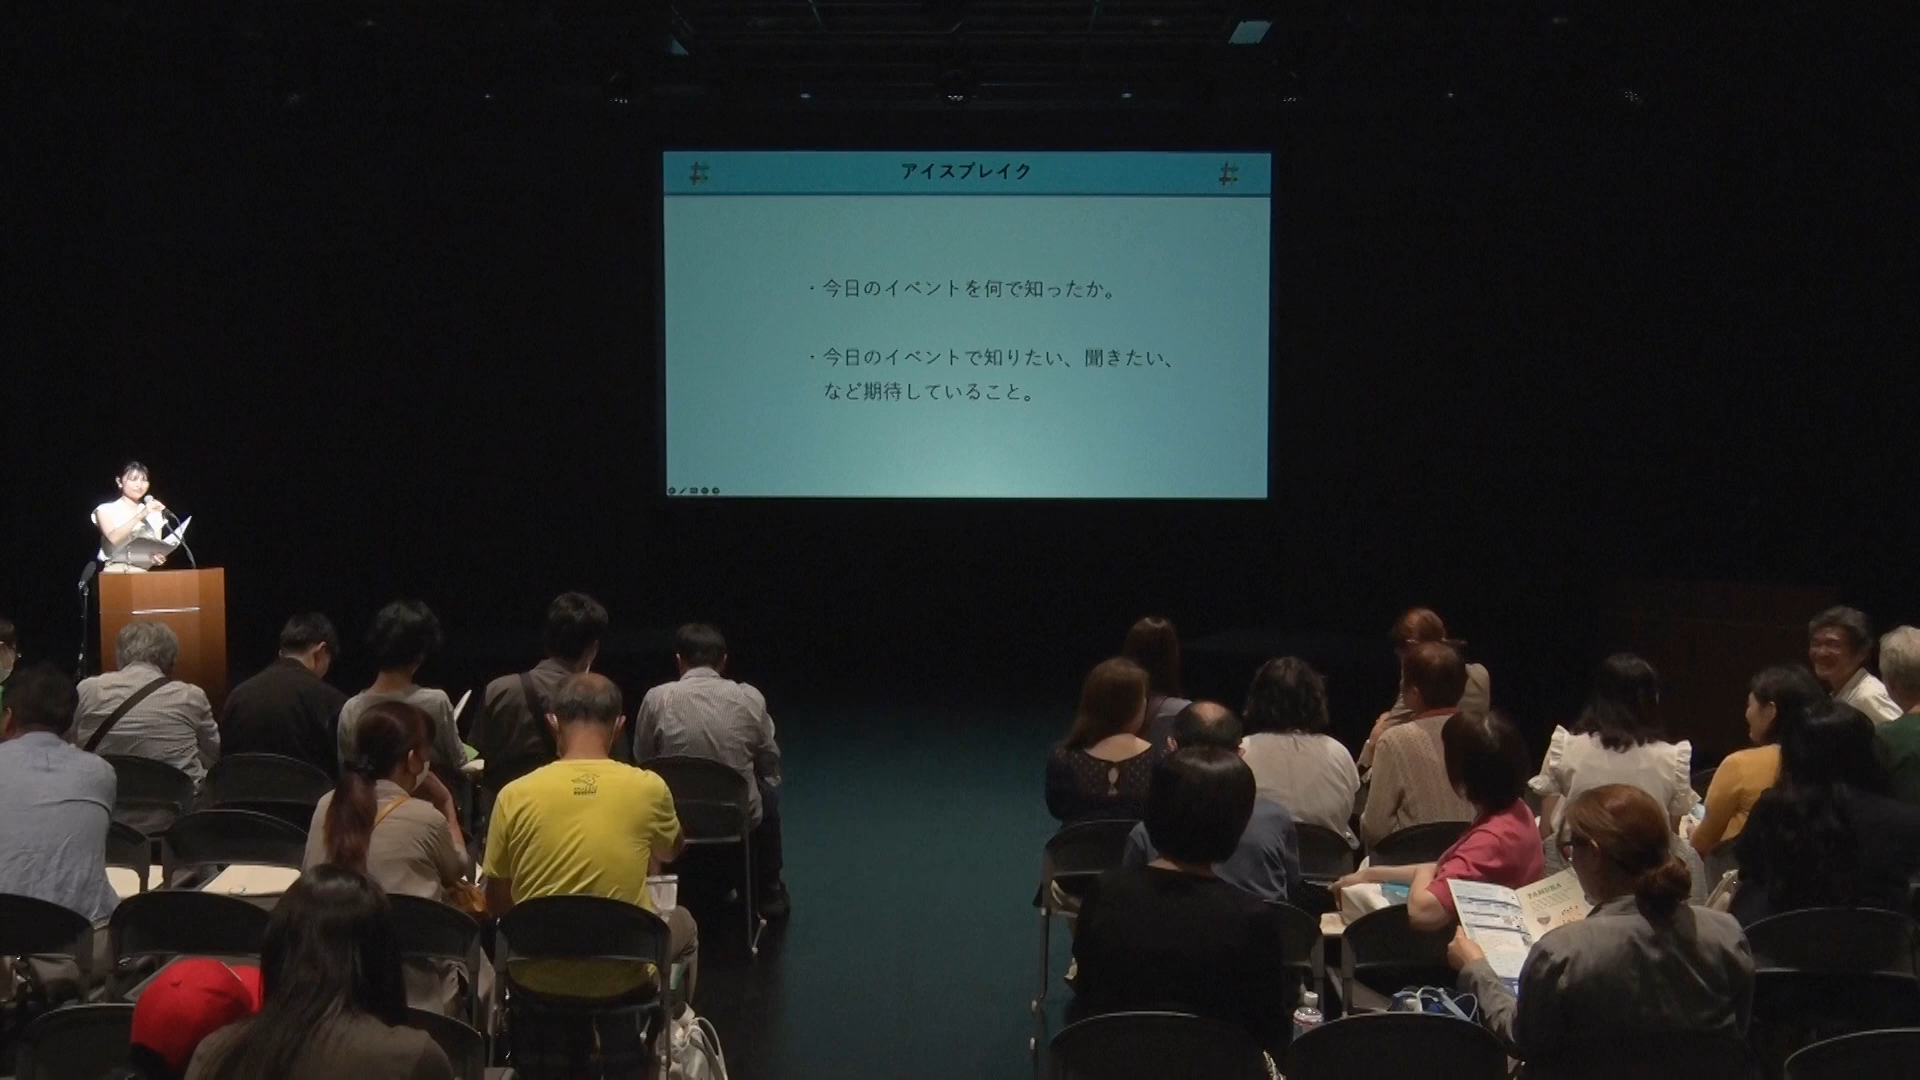 アイスブレイク
・今日のイベントを何で知ったか。
・今日のイベントで知りたい、聞きたい、
など期待していること。